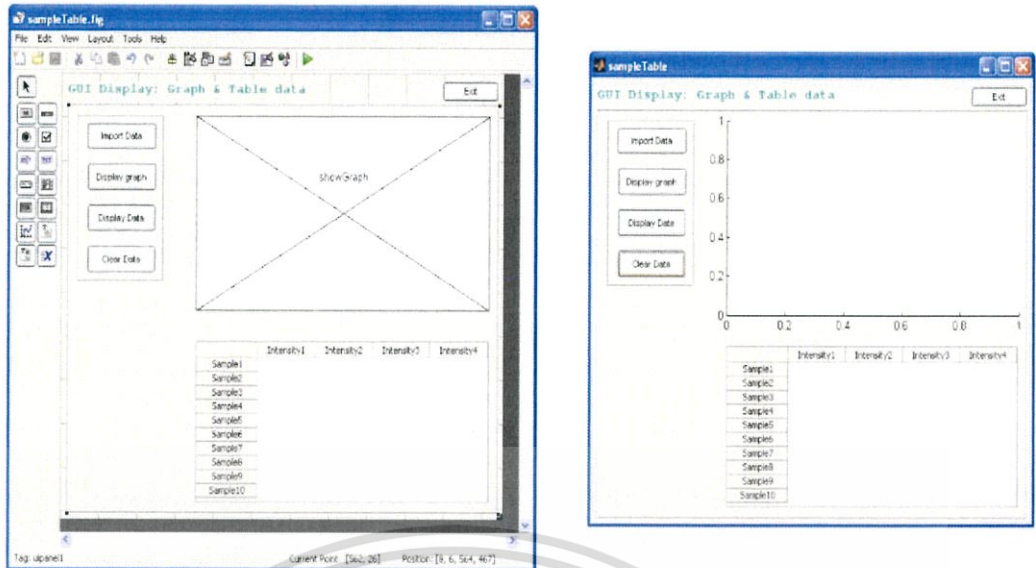 sampleTable.fig
File Edit View Layout Tools Help
GUI Display: Graph & Table data
Exit
Import Data
Display graph
Display Data
Clear Data
showGraph
Intensity1 Intensity2 Intensity3 Intensity4
Sample1
Sample2
Sample3
Sample4
Sample5
Sample6
Sample7
Sample8
Sample9
Sample10
Tag: uipanel1
Current Point: [562, 26] Position: [8, 6, 564, 467]
sampleTable
GUI Display: Graph & Table data
Exit
Import Data
Display graph
Display Data
Clear Data
1
0.8
0.6
0.4
0.2
0
0 0.2 0.4 0.6 0.8 1
Intensity1 Intensity2 Intensity3 Intensity4
Sample1
Sample2
Sample3
Sample4
Sample5
Sample6
Sample7
Sample8
Sample9
Sample10